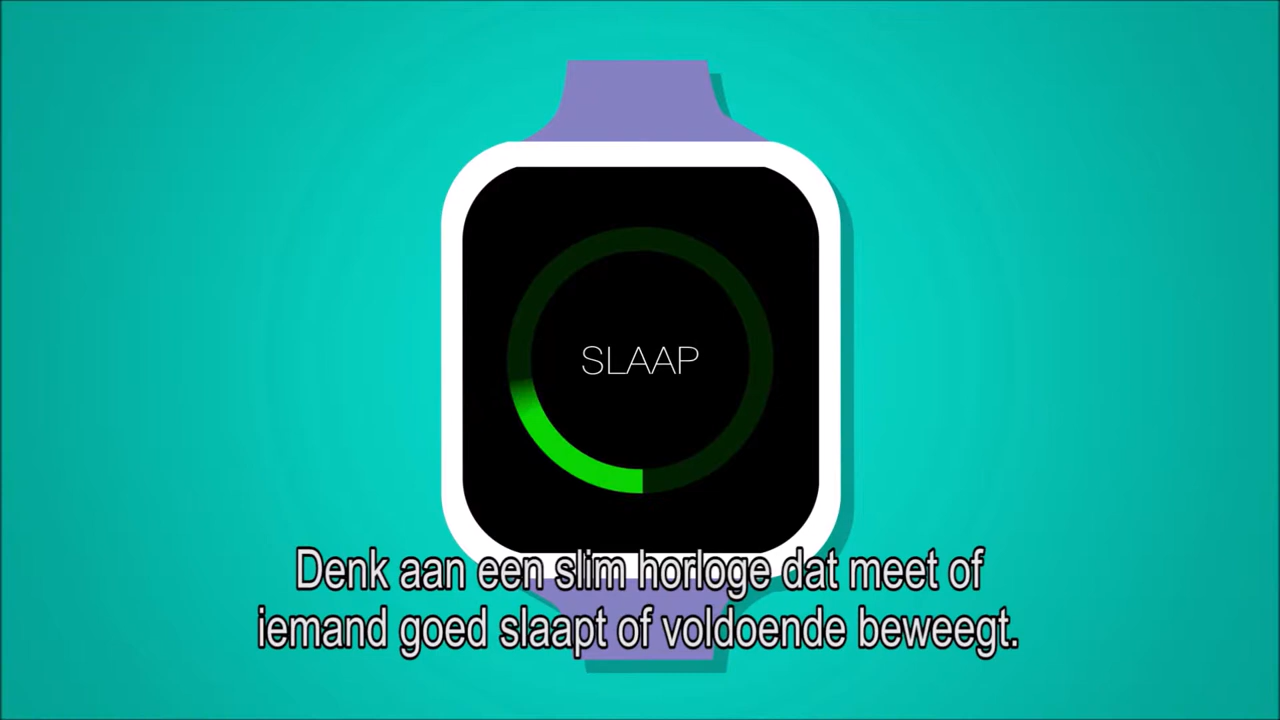 SLAAP
Denk aan een slim horloge dat meet of
iemand goed slaapt of voldoende beweegt.